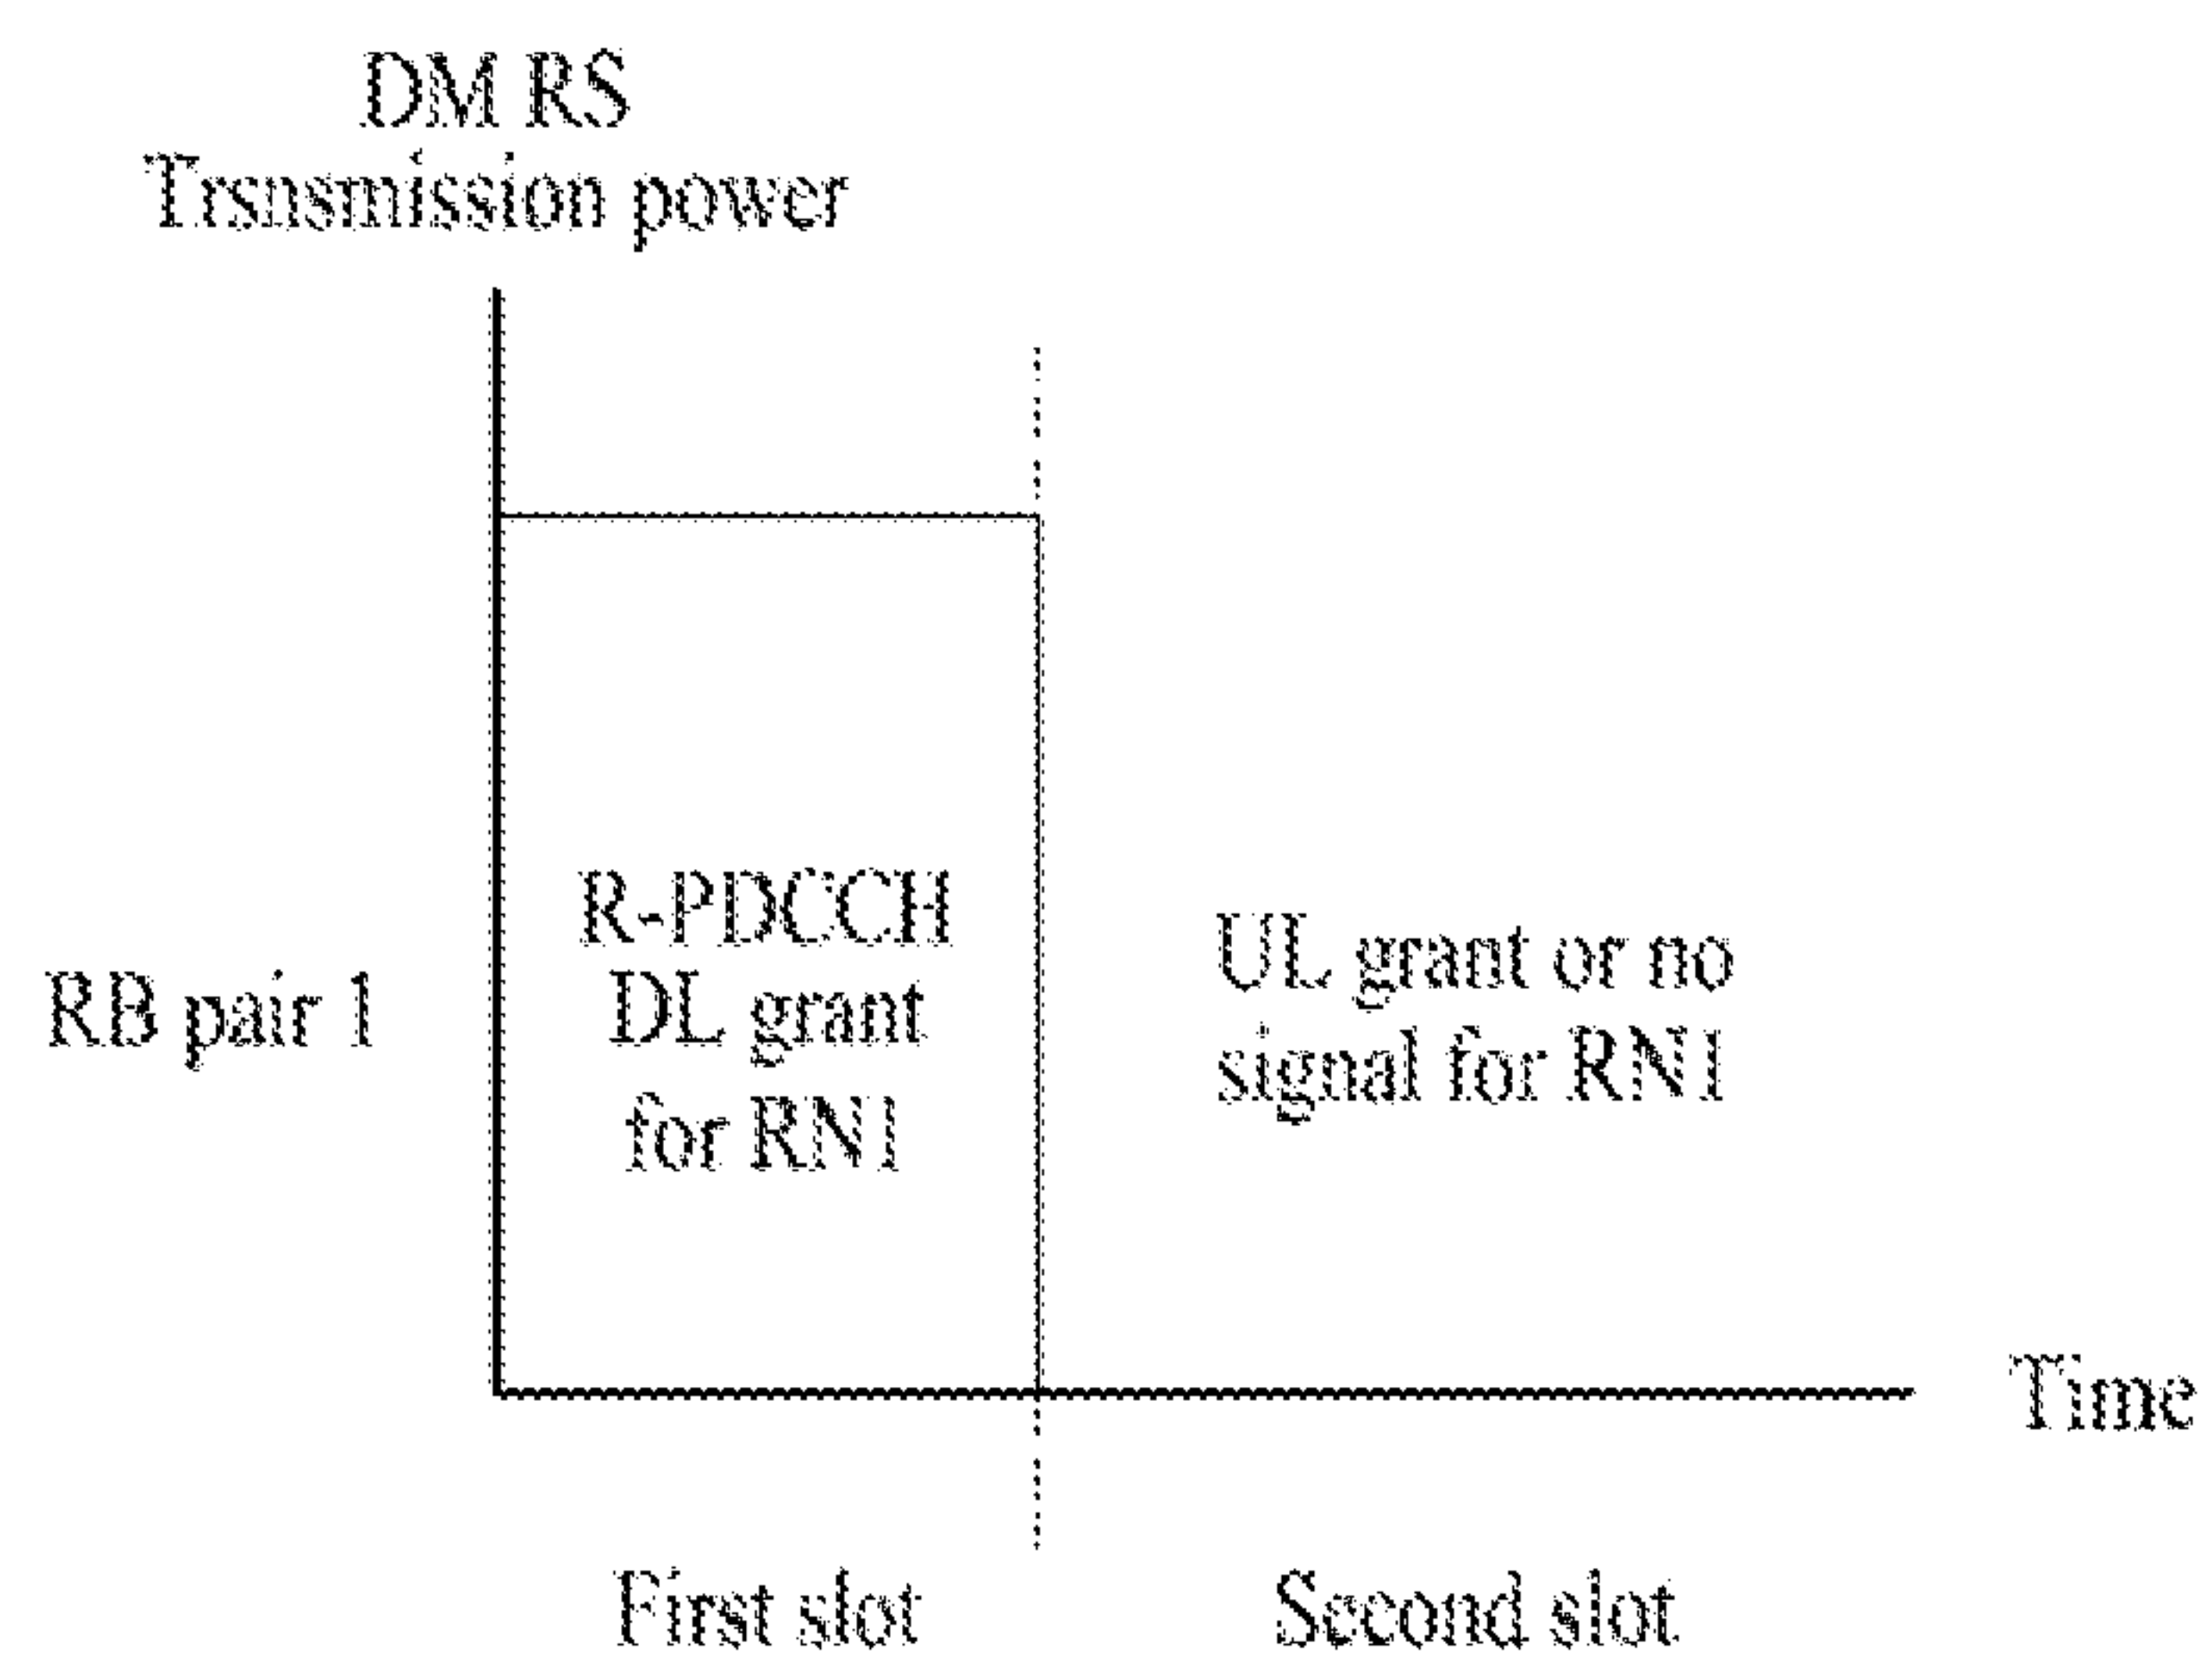 DM RS
Trsnsmission power
R-PDCCH
DL grant
for RN1
RB pair 1
UL grant or no
signal for RN1
Time
First slot
Second slot